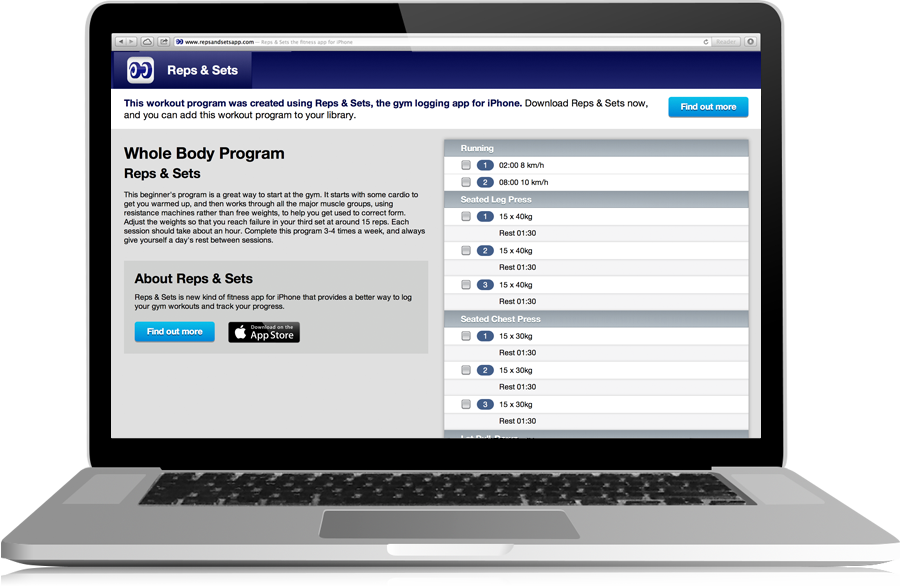 www.repsandsetsapp.com — Reps & Sets the fitness app for iPhone
Reader
Reps & Sets
This workout program was created using Reps & Sets, the gym logging app for iPhone. Download Reps & Sets now,
and you can add this workout program to your library.
Find out more
Whole Body Program
Reps & Sets
This beginner's program is a great way to start at the gym. It starts with some cardio to
get you warmed up, and then works through all the major muscle groups, using
resistance machines rather than free weights, to help you get used to correct form.
Adjust the weights so that you reach failure in your third set at around 15 reps. Each
session should take about an hour. Complete this program 3-4 times a week, and always
give yourself a day's rest between sessions.
About Reps & Sets
Reps & Sets is new kind of fitness app for iPhone that provides a better way to log
your gym workouts and track your progress.
Find out more
Download on the
App Store
Running
1 02:00 8 km/h
2 08:00 10 km/h
Seated Leg Press
1 15 x 40kg
Rest 01:30
2 15 x 40kg
Rest 01:30
3 15 x 40kg
Rest 01:30
Seated Chest Press
1 15 x 30kg
Rest 01:30
2 15 x 30kg
Rest 01:30
3 15 x 30kg
Rest 01:30